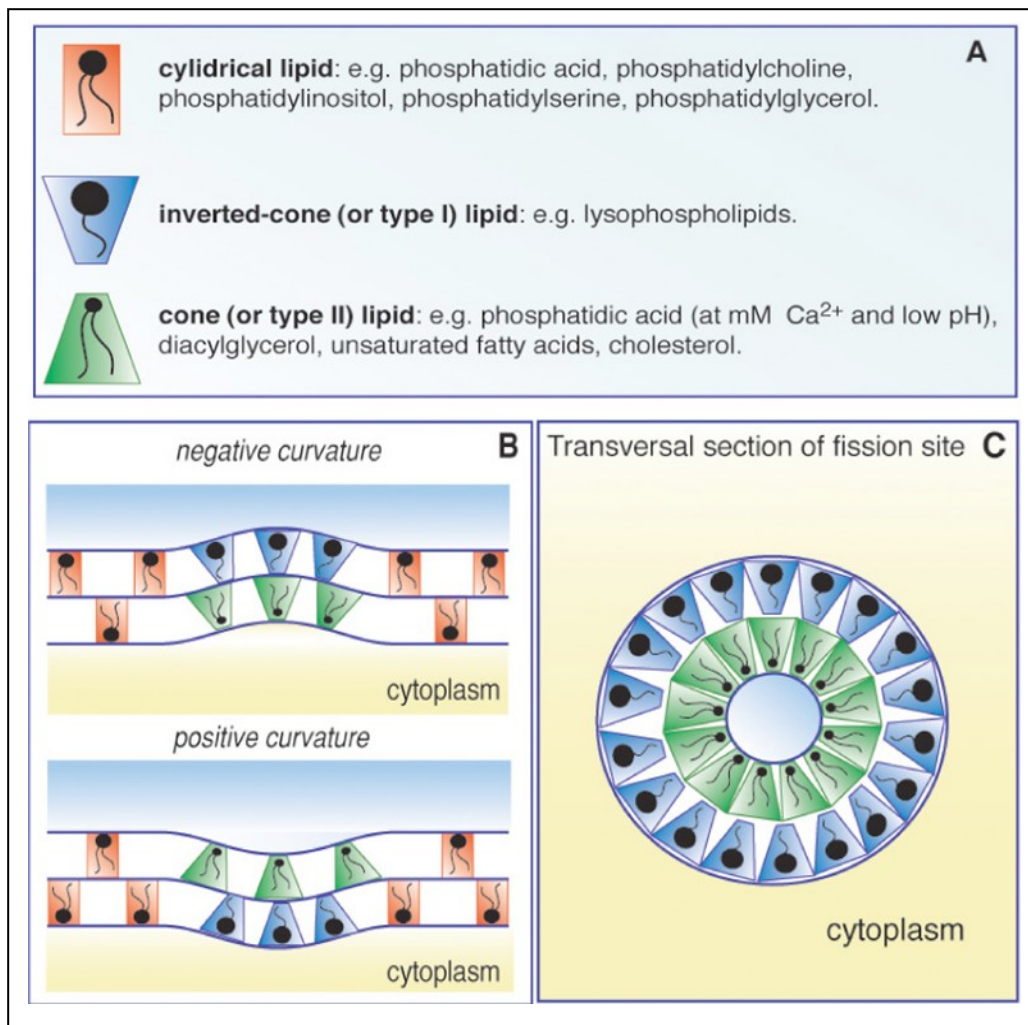 A
cylidrical lipid: e.g. phosphatidic acid, phosphatidylcholine,
phosphatidylinositol, phosphatidylserine, phosphatidylglycerol.
inverted-cone (or type I) lipid: e.g. lysophospholipids.
cone (or type II) lipid: e.g. phosphatidic acid (at mM Ca²⁺ and low pH),
diacylglycerol, unsaturated fatty acids, cholesterol.
B
negative curvature
cytoplasm
positive curvature
cytoplasm
Transversal section of fission site C
cytoplasm